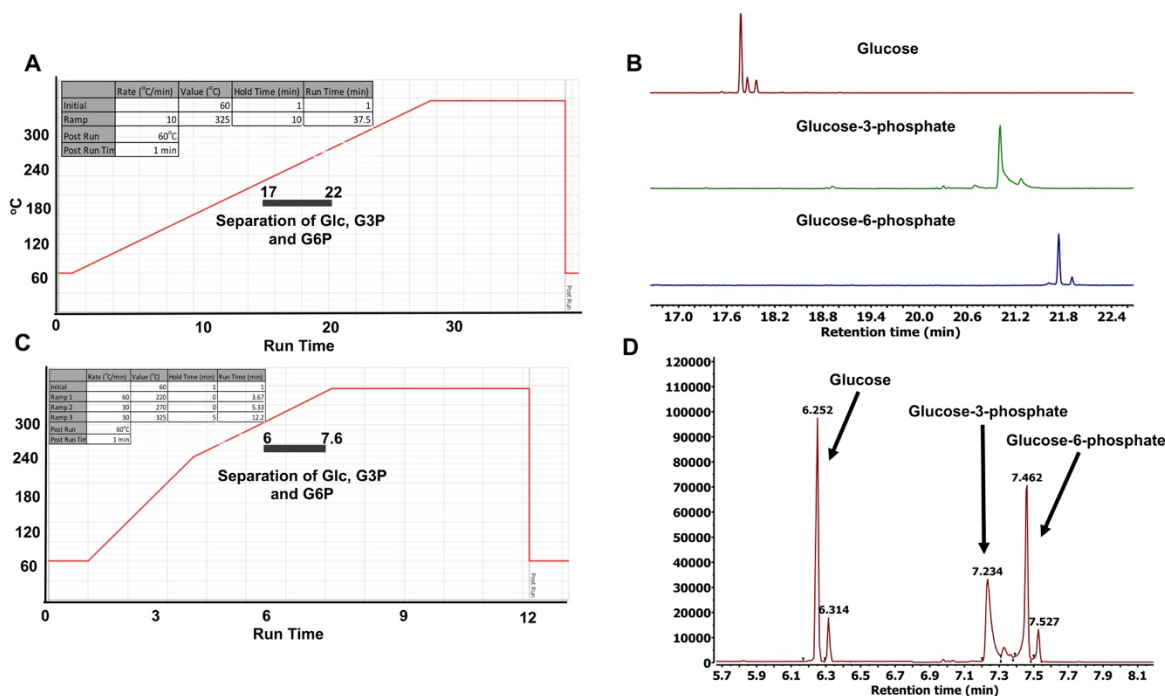 A
Rate (°C/min) Value (°C) Hold Time (min) Run Time (min)
Initial 60 1 1
Ramp 10 325 10 37.5
Post Run 60°C
Post Run Tim 1 min
300
240
180
120
60
°C
17 22
Separation of Glc, G3P
and G6P
Post Run
0 10 20 30
Run Time
B
Glucose
Glucose-3-phosphate
Glucose-6-phosphate
17.0 17.6 18.2 18.8 19.4 20.0 20.6 21.2 21.8 22.4
Retention time (min)
C
Rate (°C/min) Value (°C) Hold Time (min) Run Time (min)
Initial 60 1 1
Ramp 1 60 220 0 3.67
Ramp 2 30 270 0 5.33
Ramp 3 30 325 5 12.2
Post Run 60°C
Post Run Tim 1 min
300
240
180
120
60
6 7.6
Separation of Glc, G3P
and G6P
Post Run
0 3 6 9 12
Run Time
D
120000
110000
100000
90000
80000
70000
60000
50000
40000
30000
20000
10000
0
Glucose
Glucose-3-phosphate
Glucose-6-phosphate
6.252
7.462
7.234
6.314
7.527
5.7 5.9 6.1 6.3 6.5 6.7 6.9 7.1 7.3 7.5 7.7 7.9 8.1
Retention time (min)